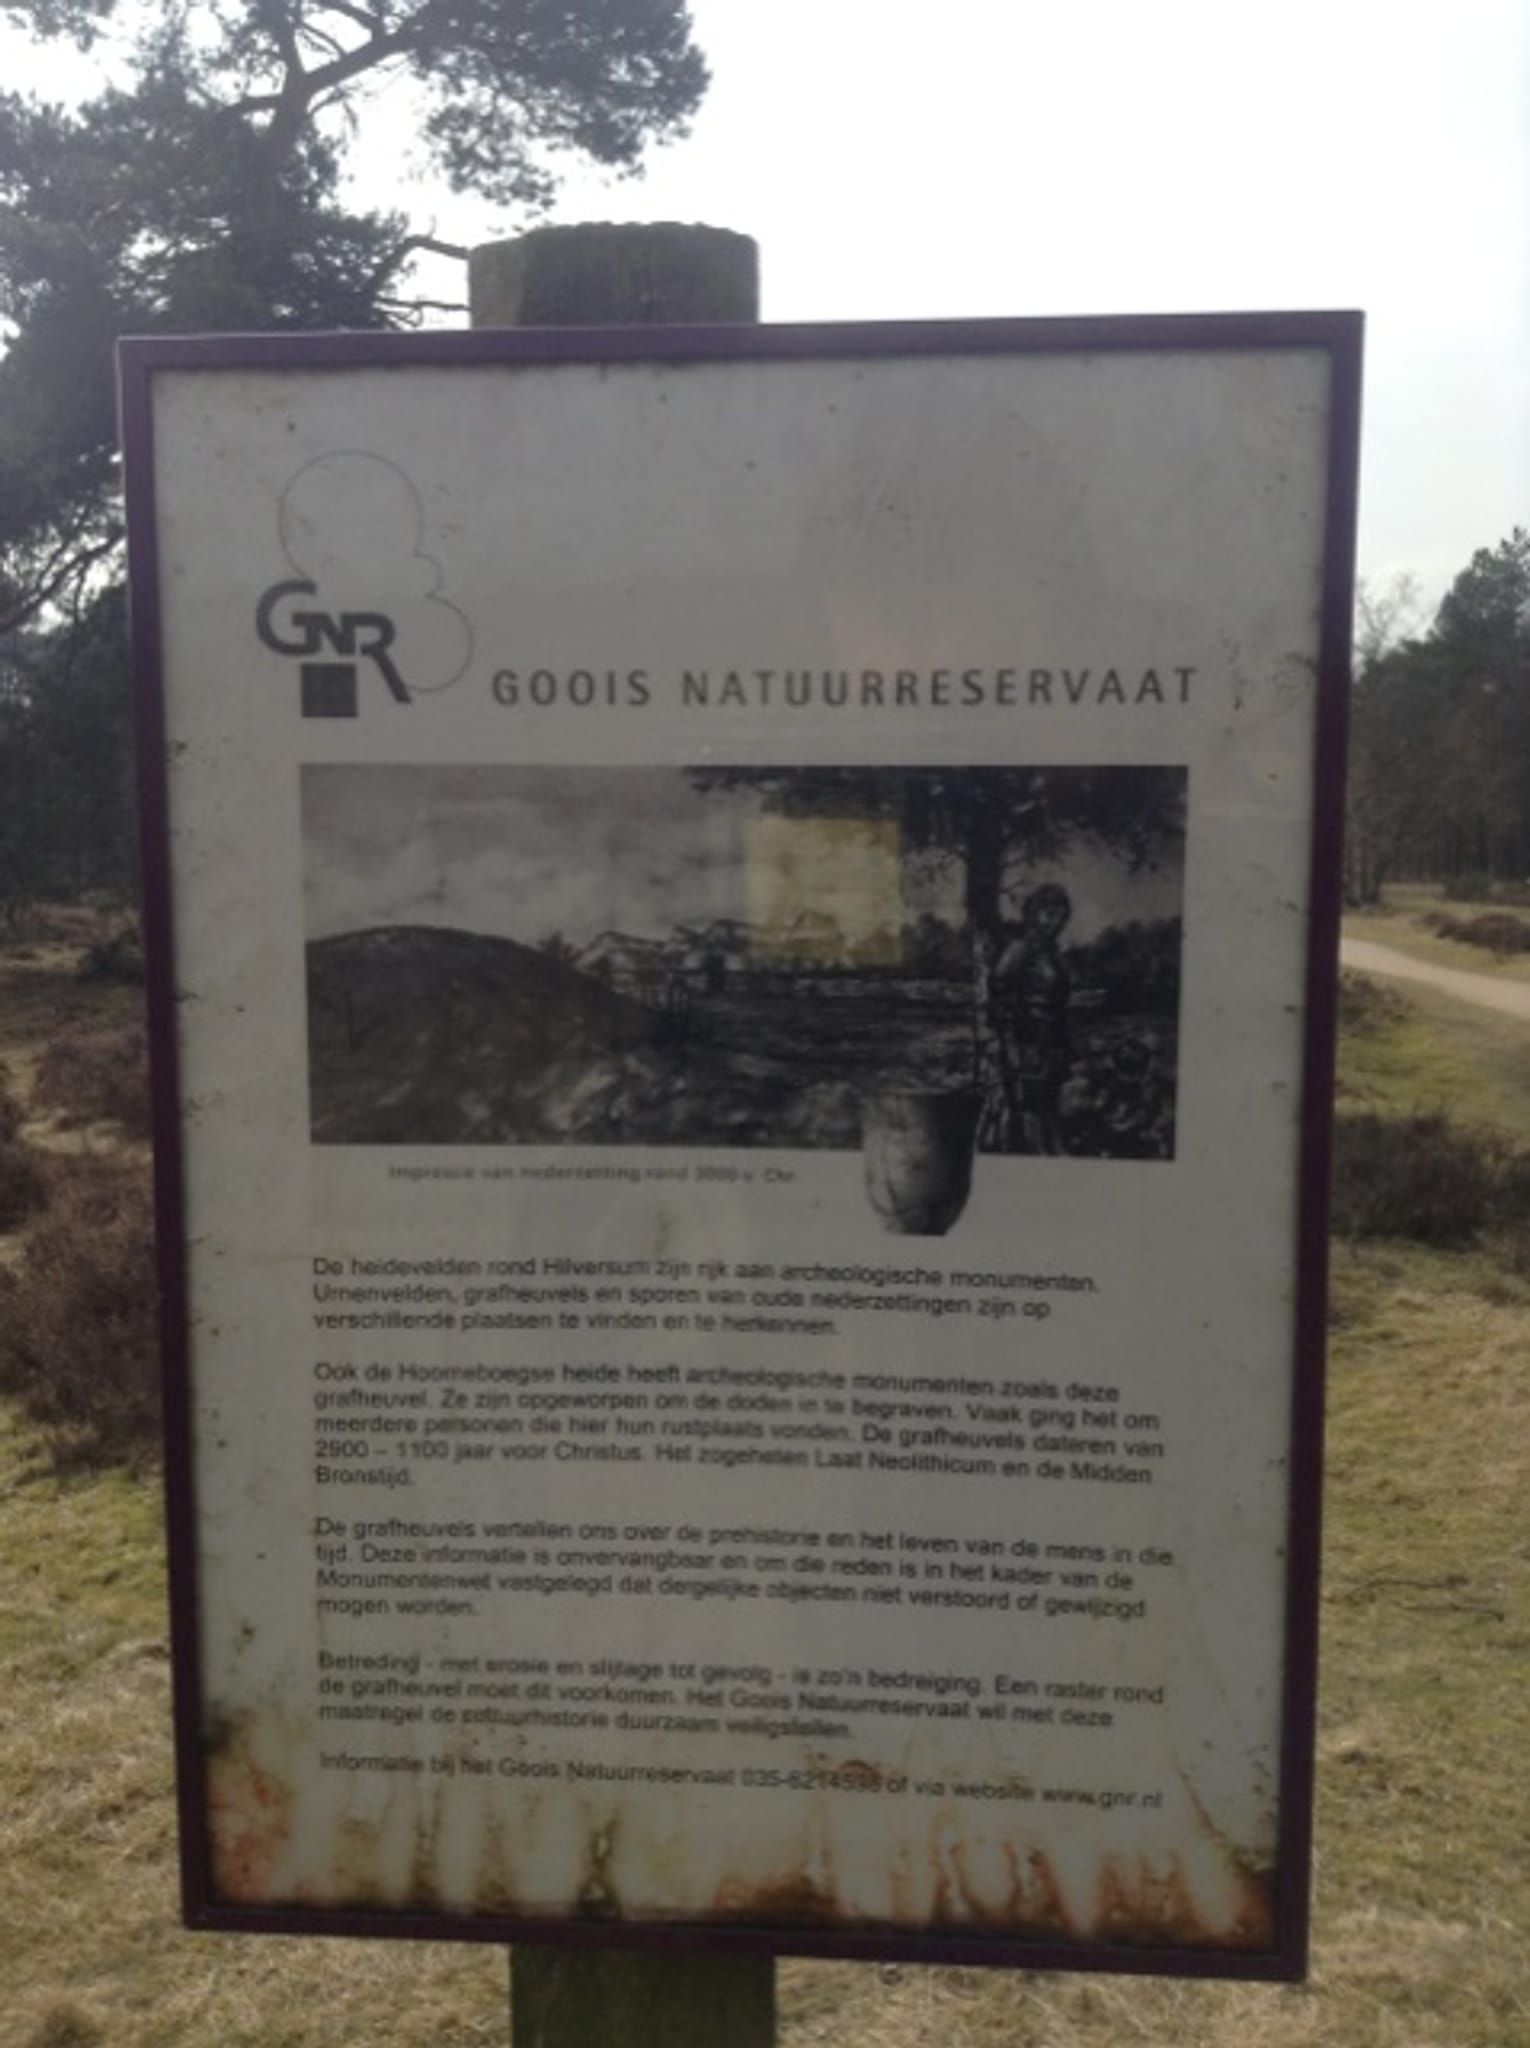 GNR
GOOIS NATUURRESERVAAT
Impressie van nederzetting rond 3000 v. Chr.
De heidevelden rond Hilversum zijn rijk aan archeologische monumenten.
Urnenvelden, grafheuvels en sporen van oude nederzettingen zijn op
verschillende plaatsen te vinden en te herkennen.
Ook de Hoorneboegse heide heeft archeologische monumenten zoals deze
grafheuvel. Ze zijn opgeworpen om de doden in te begraven. Vaak ging het om
meerdere personen die hier hun rustplaats vonden. De grafheuvels dateren van
2900 – 1100 jaar voor Christus. Het zogeheten Laat Neolithicum en de Midden
Bronstijd.
De grafheuvels vertellen ons over de prehistorie en het leven van de mens in die
tijd. Deze informatie is onvervangbaar en om die reden is in het kader van de
Monumentenwet vastgelegd dat dergelijke objecten niet verstoord of gewijzigd
mogen worden.
Betreding - met erosie en slijtage tot gevolg - is zo'n bedreiging. Een raster rond
de grafheuvel moet dit voorkomen. Het Goois Natuurreservaat wil met deze
maatregel de cultuurhistorie duurzaam veiligstellen.
Informatie bij het Goois Natuurreservaat 035-6214598 of via website www.gnr.nl